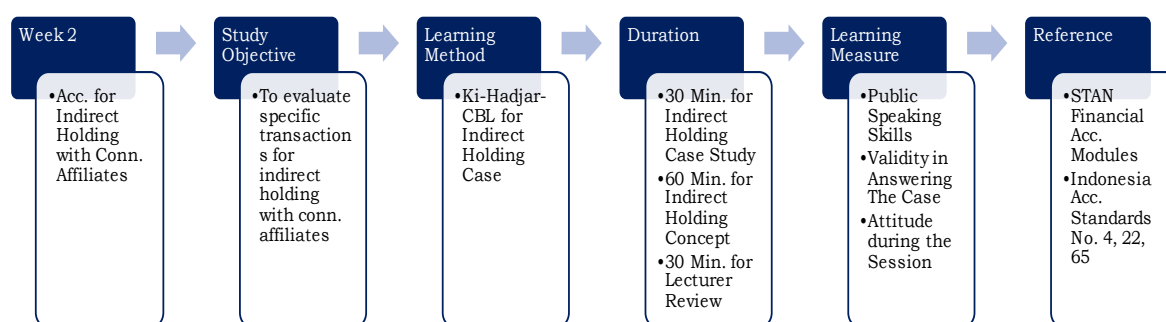 Week 2
•Acc. for
Indirect
Holding
with Conn.
Affiliates
Study
Objective
•To evaluate
specific
transaction
s for
indirect
holding
with conn.
affiliates
Learning
Method
•Ki-Hadjar-
CBL for
Indirect
Holding
Case
Duration
•30 Min. for
Indirect
Holding
Case Study
•60 Min. for
Indirect
Holding
Concept
•30 Min. for
Lecturer
Review
Learning
Measure
•Public
Speaking
Skills
•Validity in
Answering
The Case
•Attitude
during the
Session
Reference
•STAN
Financial
Acc.
Modules
•Indonesia
Acc.
Standards
No. 4, 22,
65